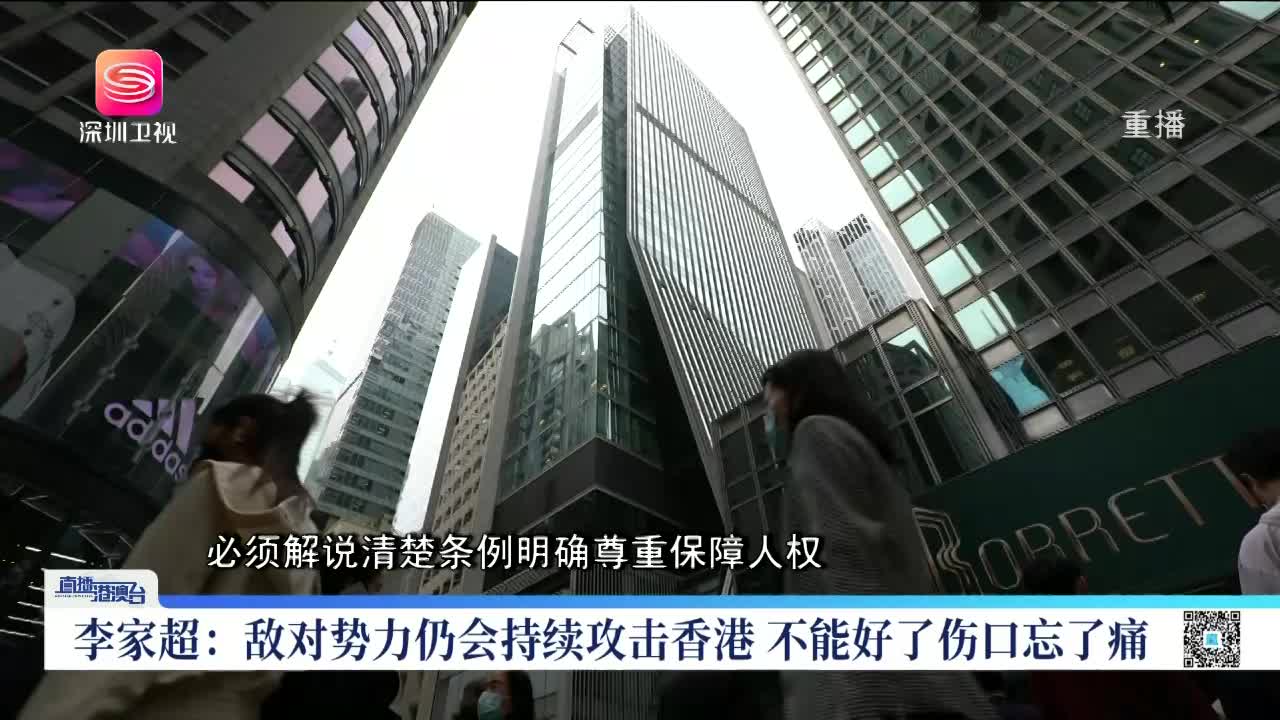 深圳卫视
重播
adidas
BORRETT
必须解说清楚条例明确尊重保障人权
直播港澳台
李家超：敌对势力仍会持续攻击香港 不能好了伤口忘了痛